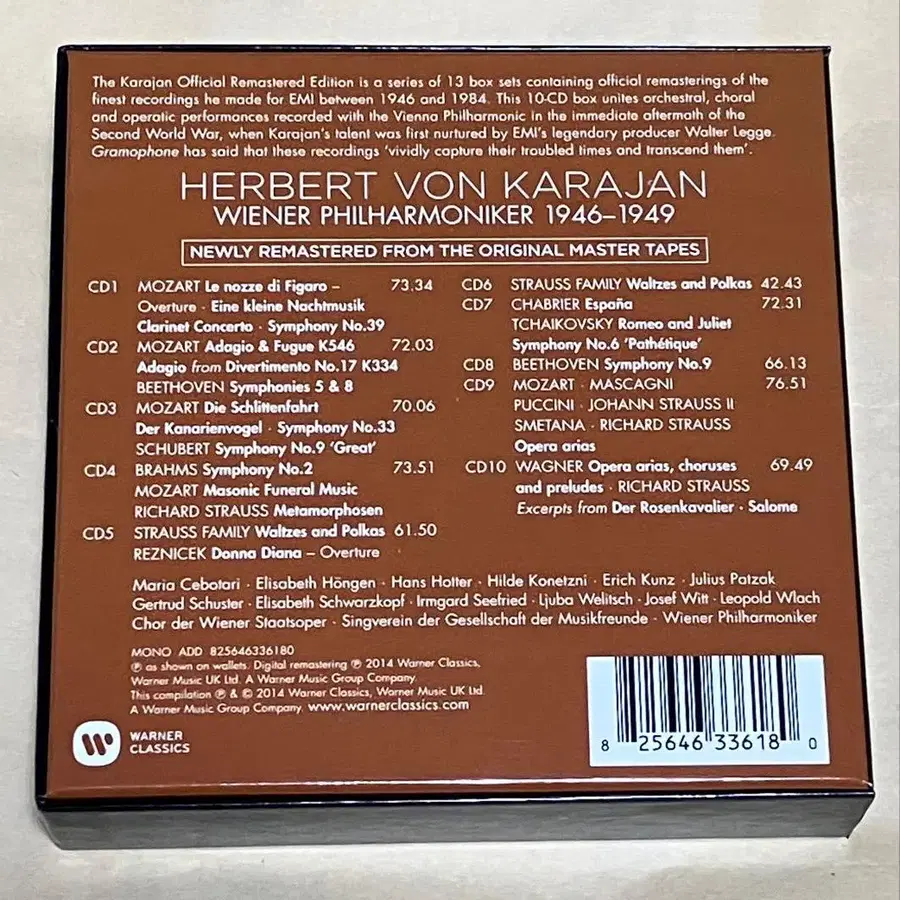 The Karajan Official Remastered Edition is a series of 13 box sets containing official remasterings of the
finest recordings he made for EMI between 1946 and 1984. This 10-CD box unites orchestral, choral
and operatic performances recorded with the Vienna Philharmonic in the immediate aftermath of the
Second World War, when Karajan's talent was first nurtured by EMI's legendary producer Walter Legge.
Gramophone has said that these recordings 'vividly capture their troubled times and transcend them'.
HERBERT VON KARAJAN
WIENER PHILHARMONIKER 1946–1949
NEWLY REMASTERED FROM THE ORIGINAL MASTER TAPES
CD1 MOZART Le nozze di Figaro – 73.34
Overture · Eine kleine Nachtmusik
Clarinet Concerto · Symphony No.39
CD2 MOZART Adagio & Fugue K546 72.03
Adagio from Divertimento No.17 K334
BEETHOVEN Symphonies 5 & 8
CD3 MOZART Die Schlittenfahrt 70.06
Der Kanarienvogel · Symphony No.33
SCHUBERT Symphony No.9 'Great'
CD4 BRAHMS Symphony No.2 73.51
MOZART Masonic Funeral Music
RICHARD STRAUSS Metamorphosen
CD5 STRAUSS FAMILY Waltzes and Polkas 61.50
REZNICEK Donna Diana – Overture
CD6 STRAUSS FAMILY Waltzes and Polkas 42.43
CD7 CHABRIER España 72.31
TCHAIKOVSKY Romeo and Juliet
Symphony No.6 'Pathétique'
CD8 BEETHOVEN Symphony No.9 66.13
CD9 MOZART · MASCAGNI 76.51
PUCCINI · JOHANN STRAUSS II
SMETANA · RICHARD STRAUSS
Opera arias
CD10 WAGNER Opera arias, choruses 69.49
and preludes · RICHARD STRAUSS
Excerpts from Der Rosenkavalier · Salome
Maria Cebotari · Elisabeth Höngen · Hans Hotter · Hilde Konetzni · Erich Kunz · Julius Patzak
Gertrud Schuster · Elisabeth Schwarzkopf · Irmgard Seefried · Ljuba Welitsch · Josef Witt · Leopold Wlach
Chor der Wiener Staatsoper · Singverein der Gesellschaft der Musikfreunde · Wiener Philharmoniker
MONO ADD 825646336180
℗ as shown on wallets. Digital remastering ℗ 2014 Warner Classics,
Warner Music UK Ltd. A Warner Music Group Company.
This compilation ℗ & © 2014 Warner Classics, Warner Music UK Ltd.
A Warner Music Group Company. www.warnerclassics.com
WARNER
CLASSICS
8 25646 33618 0